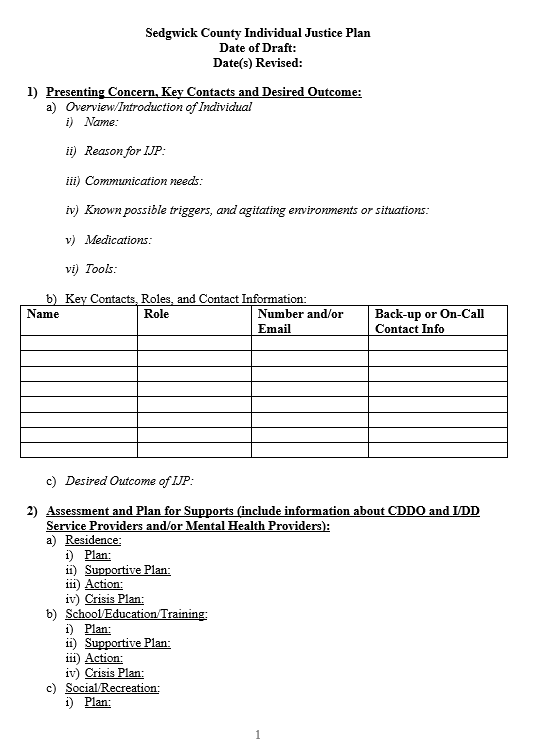 Sedgwick County Individual Justice Plan
Date of Draft:
Date(s) Revised:
1) Presenting Concern, Key Contacts and Desired Outcome:
a) Overview/Introduction of Individual
i) Name:
ii) Reason for IJP:
iii) Communication needs:
iv) Known possible triggers, and agitating environments or situations:
v) Medications:
vi) Tools:
b) Key Contacts, Roles, and Contact Information:
Name Role Number and/or Back-up or On-Call
Email Contact Info
c) Desired Outcome of IJP:
2) Assessment and Plan for Supports (include information about CDDO and I/DD
Service Providers and/or Mental Health Providers):
a) Residence:
i) Plan:
ii) Supportive Plan:
iii) Action:
iv) Crisis Plan:
b) School/Education/Training:
i) Plan:
ii) Supportive Plan:
iii) Action:
iv) Crisis Plan:
c) Social/Recreation:
i) Plan:
1